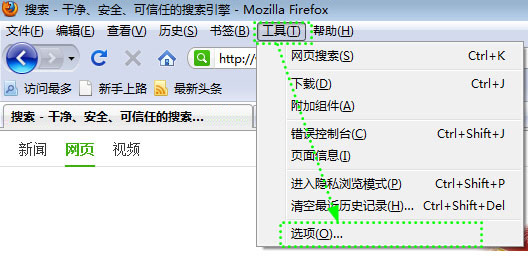 搜索 - 干净、安全、可信任的搜索引擎 - Mozilla Firefox
文件(F) 编辑(E) 查看(V) 历史(S) 书签(B) 工具(T) 帮助(H)
http://
网页搜索(S) Ctrl+K
访问最多 新手上路 最新头条
下载(D) Ctrl+J
附加组件(A)
搜索 - 干净、安全、可信任的搜索...
错误控制台(C) Ctrl+Shift+J
新闻 网页 视频
页面信息(I)
进入隐私浏览模式(P) Ctrl+Shift+P
清空最近历史记录(H)... Ctrl+Shift+Del
选项(O)...